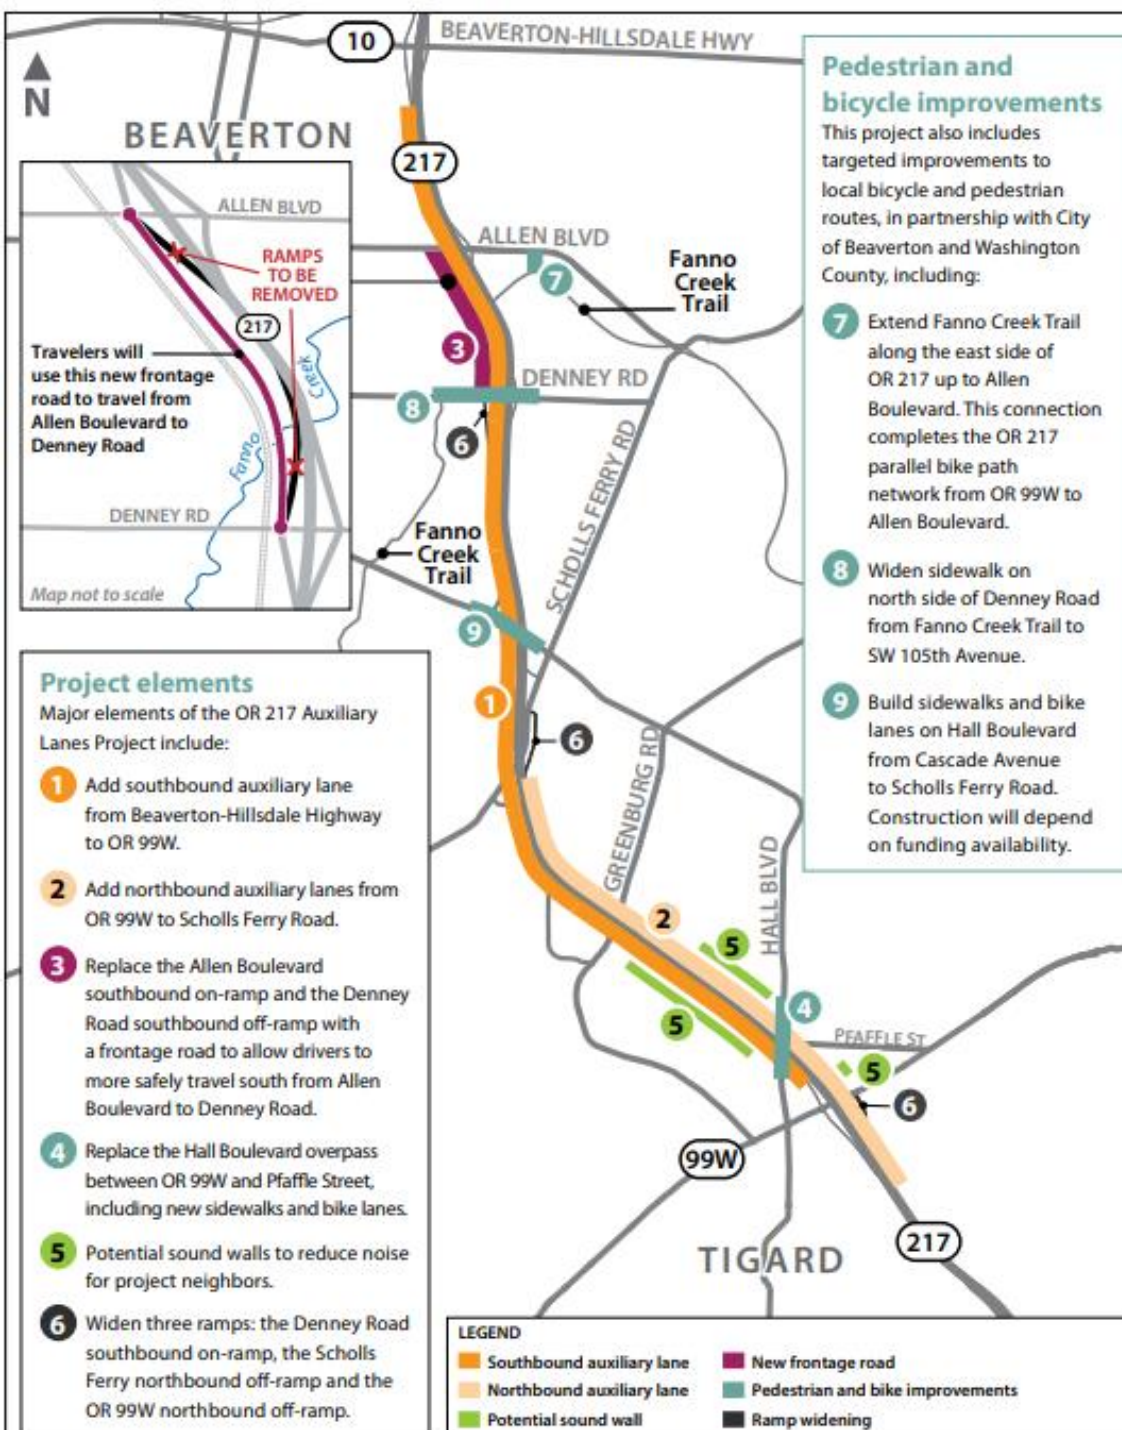 10
BEAVERTON-HILLSDALE HWY
N
BEAVERTON
217
ALLEN BLVD
RAMPS
TO BE
REMOVED
217
Travelers will
use this new frontage
road to travel from
Allen Boulevard to
Denney Road
Creek
Fanno
DENNEY RD
Map not to scale
ALLEN BLVD
7
Fanno
Creek
Trail
3
DENNEY RD
8
6
SCHOLLS FERRY RD
Fanno
Creek
Trail
9
1
6
GREENBURG RD
HALL BLVD
2
5
5
4
PFAFFLE ST
5
6
99W
217
TIGARD
Pedestrian and
bicycle improvements
This project also includes
targeted improvements to
local bicycle and pedestrian
routes, in partnership with City
of Beaverton and Washington
County, including:
7 Extend Fanno Creek Trail
along the east side of
OR 217 up to Allen
Boulevard. This connection
completes the OR 217
parallel bike path
network from OR 99W to
Allen Boulevard.
8 Widen sidewalk on
north side of Denney Road
from Fanno Creek Trail to
SW 105th Avenue.
9 Build sidewalks and bike
lanes on Hall Boulevard
from Cascade Avenue
to Scholls Ferry Road.
Construction will depend
on funding availability.
Project elements
Major elements of the OR 217 Auxiliary
Lanes Project include:
1 Add southbound auxiliary lane
from Beaverton-Hillsdale Highway
to OR 99W.
2 Add northbound auxiliary lanes from
OR 99W to Scholls Ferry Road.
3 Replace the Allen Boulevard
southbound on-ramp and the Denney
Road southbound off-ramp with
a frontage road to allow drivers to
more safely travel south from Allen
Boulevard to Denney Road.
4 Replace the Hall Boulevard overpass
between OR 99W and Pfaffle Street,
including new sidewalks and bike lanes.
5 Potential sound walls to reduce noise
for project neighbors.
6 Widen three ramps: the Denney Road
southbound on-ramp, the Scholls
Ferry northbound off-ramp and the
OR 99W northbound off-ramp.
LEGEND
Southbound auxiliary lane
Northbound auxiliary lane
Potential sound wall
New frontage road
Pedestrian and bike improvements
Ramp widening